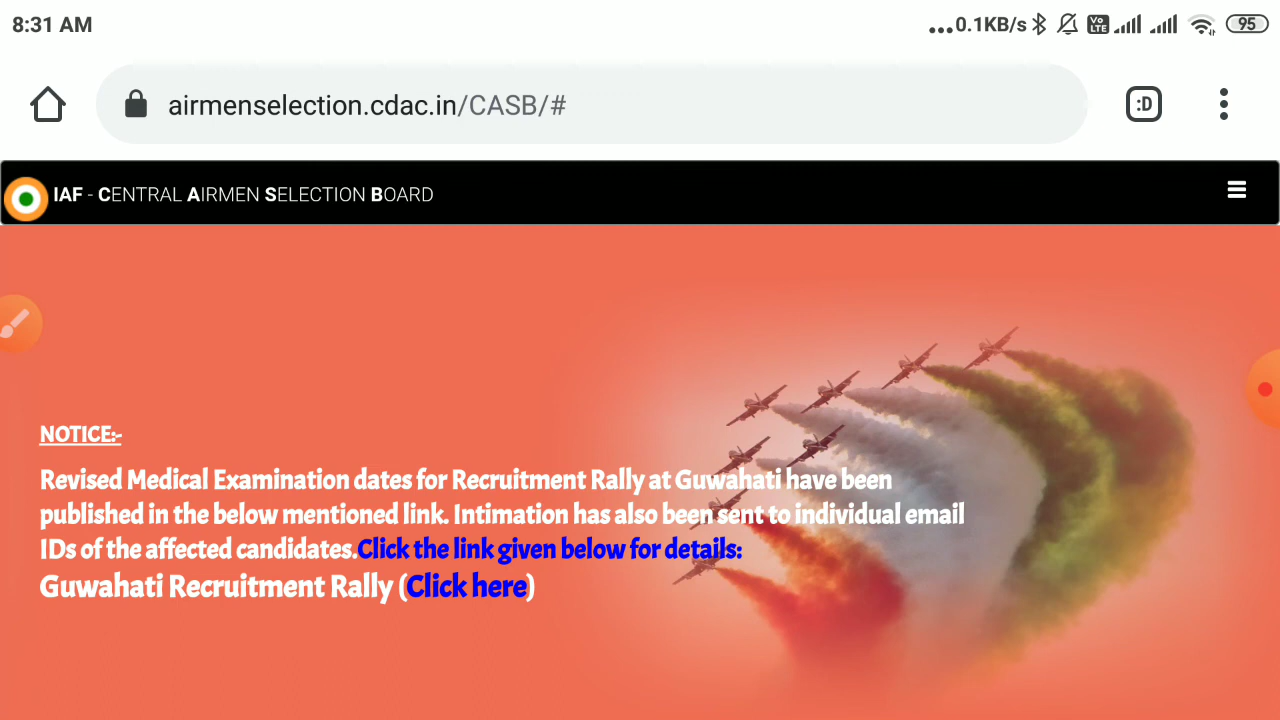 8:31 AM
...0.1KB/s Vo LTE 95
airmenselection.cdac.in/CASB/#
:D
IAF - CENTRAL AIRMEN SELECTION BOARD
NOTICE:-
Revised Medical Examination dates for Recruitment Rally at Guwahati have been
published in the below mentioned link. Intimation has also been sent to individual email
IDs of the affected candidates.Click the link given below for details:
Guwahati Recruitment Rally (Click here)